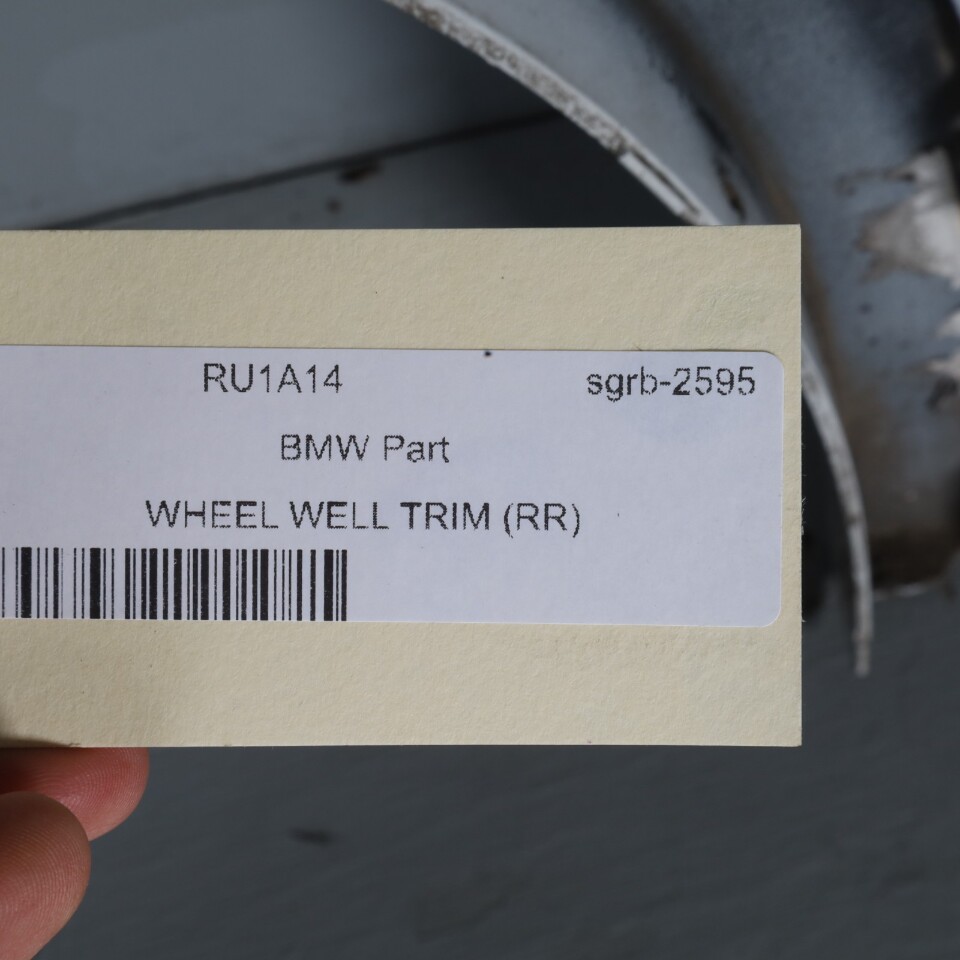 RU1A14 sgrb-2595
BMW Part
WHEEL WELL TRIM (RR)